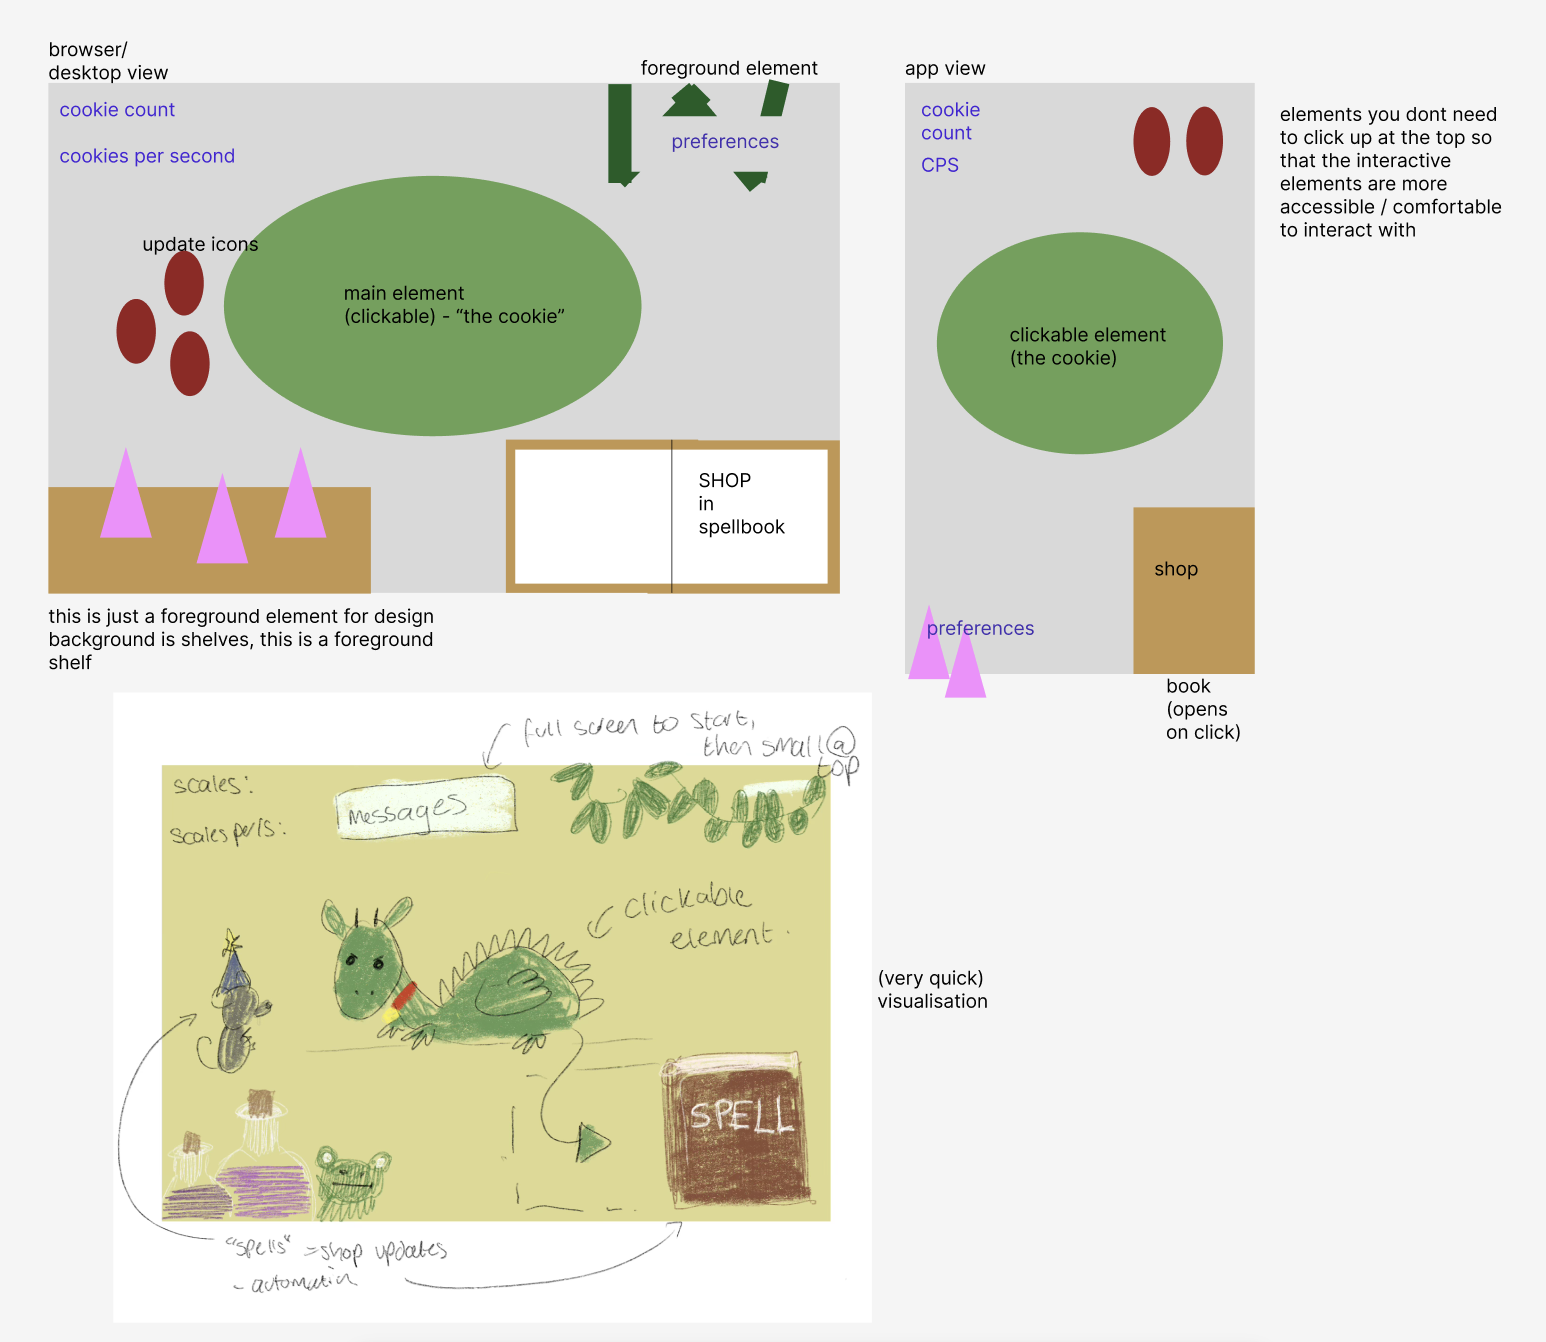 browser/
desktop view
foreground element
cookie count
cookies per second
preferences
update icons
main element
(clickable) - “the cookie”
SHOP
in
spellbook
this is just a foreground element for design
background is shelves, this is a foreground
shelf
app view
cookie
count
CPS
clickable element
(the cookie)
shop
preferences
book
(opens
on click)
elements you dont need
to click up at the top so
that the interactive
elements are more
accessible / comfortable
to interact with
full screen to start,
then small @
top
scales:
scales per/s:
messages
clickable
element.
SPELL
"spells" = shop updates
- automation
(very quick)
visualisation